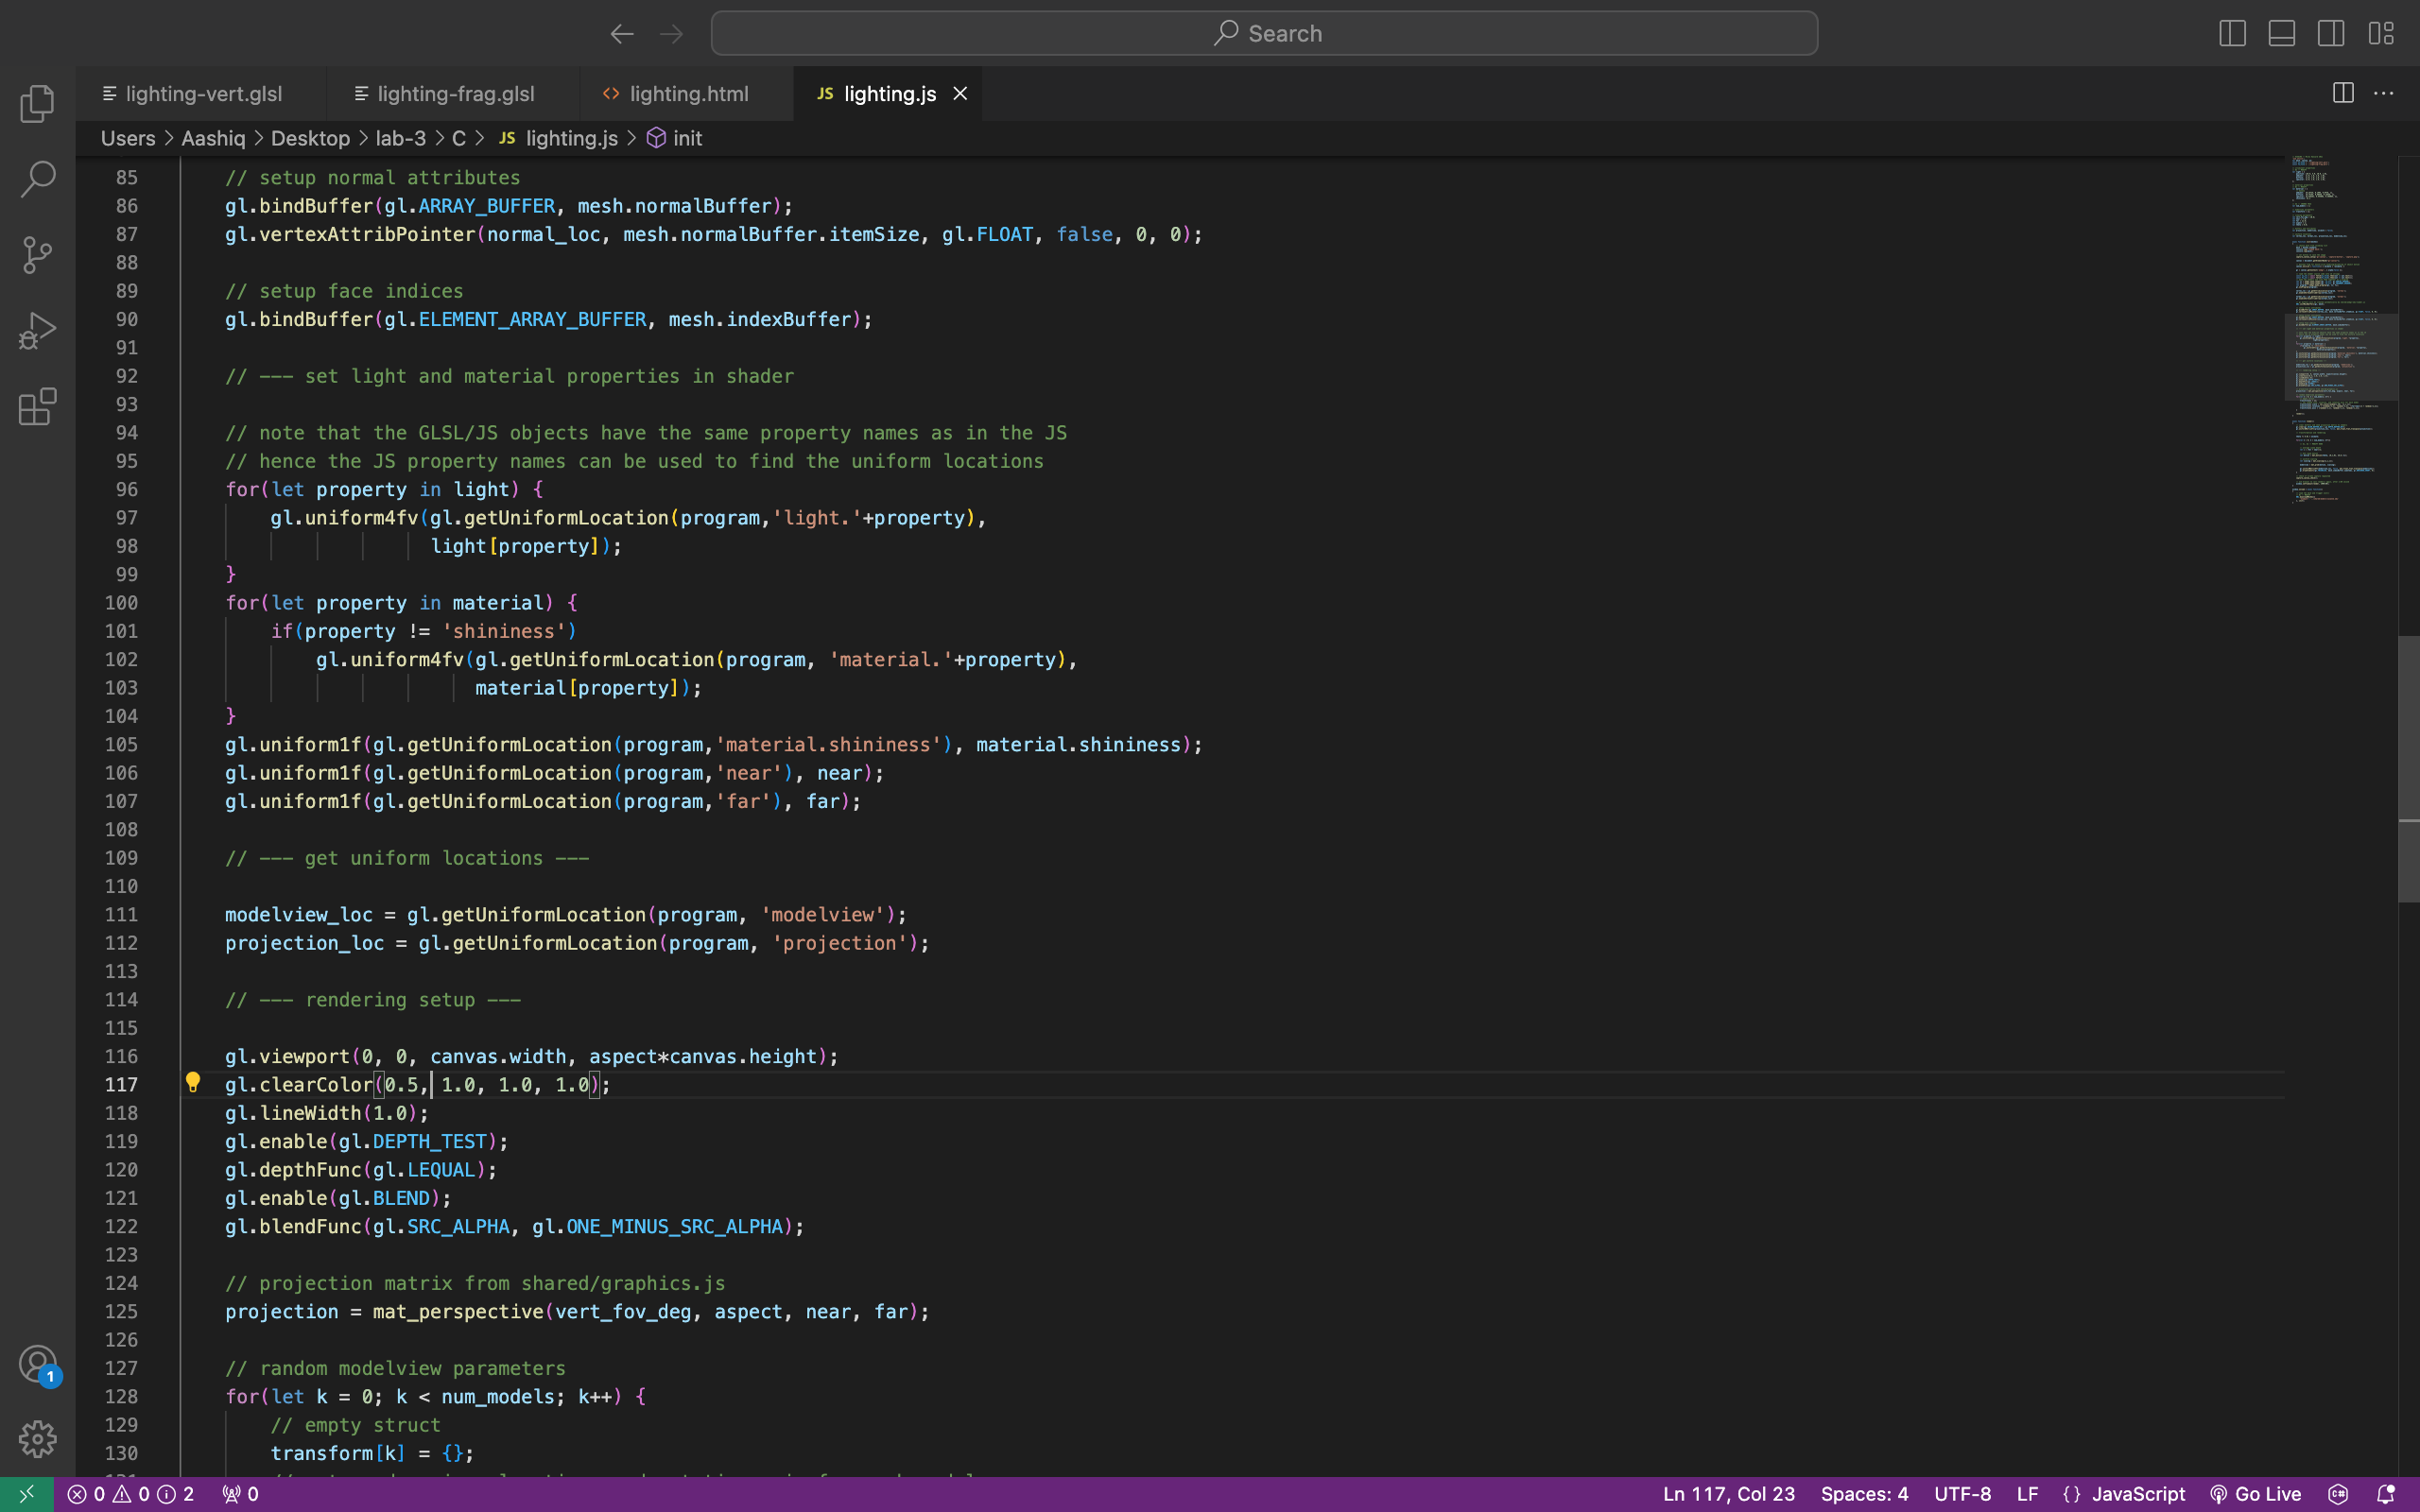 Search
lighting-vert.glsl
lighting-frag.glsl
<> lighting.html
JS lighting.js
Users > Aashiq > Desktop > lab-3 > C > JS lighting.js > init
85 // setup normal attributes
86 gl.bindBuffer(gl.ARRAY_BUFFER, mesh.normalBuffer);
87 gl.vertexAttribPointer(normal_loc, mesh.normalBuffer.itemSize, gl.FLOAT, false, 0, 0);
88
89 // setup face indices
90 gl.bindBuffer(gl.ELEMENT_ARRAY_BUFFER, mesh.indexBuffer);
91
92 // --- set light and material properties in shader
93
94 // note that the GLSL/JS objects have the same property names as in the JS
95 // hence the JS property names can be used to find the uniform locations
96 for(let property in light) {
97 gl.uniform4fv(gl.getUniformLocation(program,'light.'+property),
98 light[property]);
99 }
100 for(let property in material) {
101 if(property != 'shininess')
102 gl.uniform4fv(gl.getUniformLocation(program, 'material.'+property),
103 material[property]);
104 }
105 gl.uniform1f(gl.getUniformLocation(program,'material.shininess'), material.shininess);
106 gl.uniform1f(gl.getUniformLocation(program,'near'), near);
107 gl.uniform1f(gl.getUniformLocation(program,'far'), far);
108
109 // --- get uniform locations ---
110
111 modelview_loc = gl.getUniformLocation(program, 'modelview');
112 projection_loc = gl.getUniformLocation(program, 'projection');
113
114 // --- rendering setup ---
115
116 gl.viewport(0, 0, canvas.width, aspect*canvas.height);
117 gl.clearColor(0.5, 1.0, 1.0, 1.0);
118 gl.lineWidth(1.0);
119 gl.enable(gl.DEPTH_TEST);
120 gl.depthFunc(gl.LEQUAL);
121 gl.enable(gl.BLEND);
122 gl.blendFunc(gl.SRC_ALPHA, gl.ONE_MINUS_SRC_ALPHA);
123
124 // projection matrix from shared/graphics.js
125 projection = mat_perspective(vert_fov_deg, aspect, near, far);
126
127 // random modelview parameters
128 for(let k = 0; k < num_models; k++) {
129 // empty struct
130 transform[k] = {};
1
0 0 2 0
Ln 117, Col 23 Spaces: 4 UTF-8 LF {} JavaScript Go Live